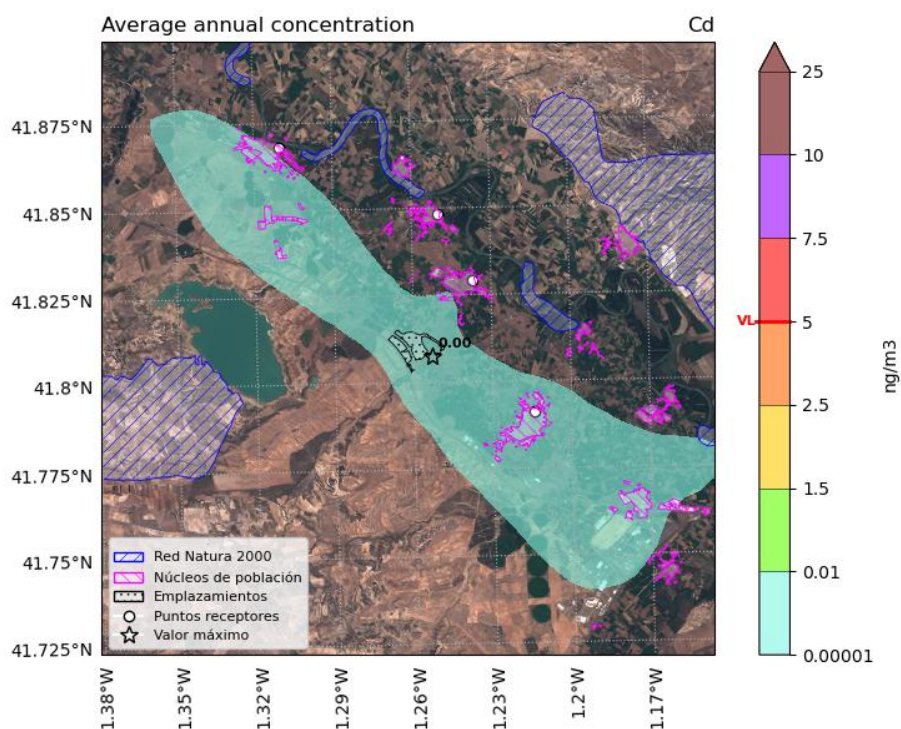 Average annual concentration
Cd
41.875°N
41.85°N
41.825°N
41.8°N
41.775°N
41.75°N
41.725°N
0.00
Red Natura 2000
Núcleos de población
Emplazamientos
Puntos receptores
Valor máximo
1.38°W
1.35°W
1.32°W
1.29°W
1.26°W
1.23°W
1.2°W
1.17°W
25
10
7.5
VL
5
2.5
1.5
0.01
0.00001
ng/m3